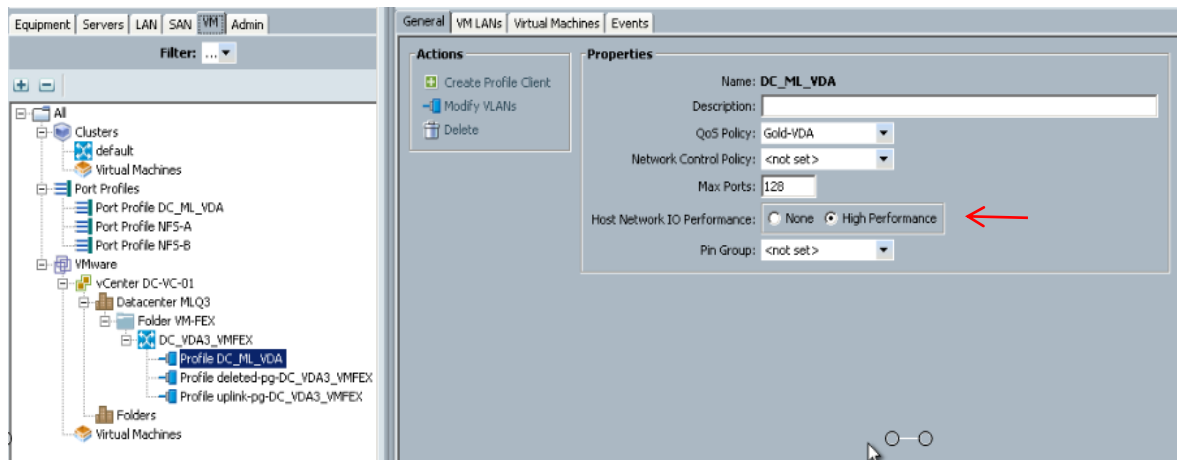 Equipment Servers LAN SAN VM Admin
Filter: ...
All
Clusters
default
Virtual Machines
Port Profiles
Port Profile DC_ML_VDA
Port Profile NFS-A
Port Profile NFS-B
VMware
vCenter DC-VC-01
Datacenter MLQ3
Folder VM-FEX
DC_VDA3_VMFEX
Profile DC_ML_VDA
Profile deleted-pg-DC_VDA3_VMFEX
Profile uplink-pg-DC_VDA3_VMFEX
Folders
Virtual Machines
General VM LANs Virtual Machines Events
Actions
Create Profile Client
Modify VLANs
Delete
Properties
Name: DC_ML_VDA
Description:
QoS Policy: Gold-VDA
Network Control Policy: <not set>
Max Ports: 128
Host Network IO Performance: None High Performance
Pin Group: <not set>